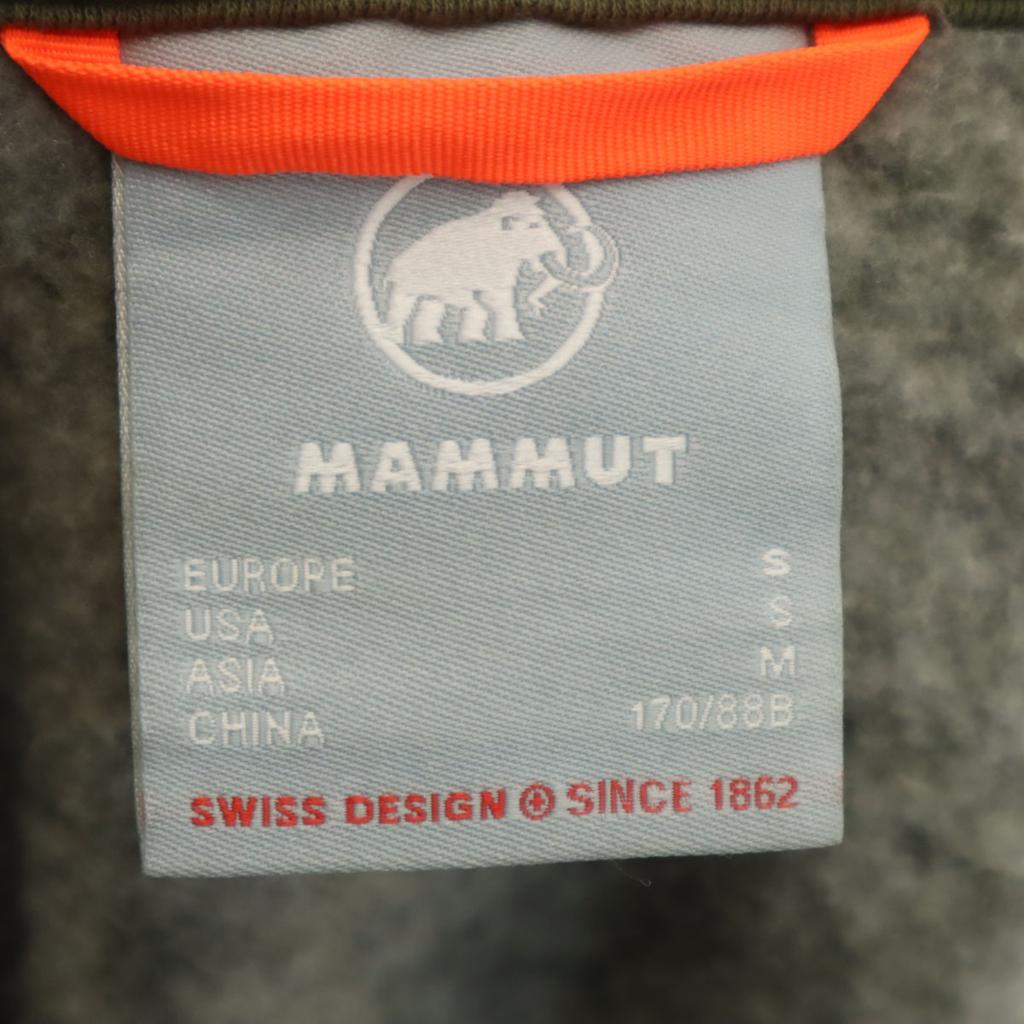 MAMMUT
EUROPE S
USA S
ASIA M
CHINA 170/88B
SWISS DESIGN SINCE 1862